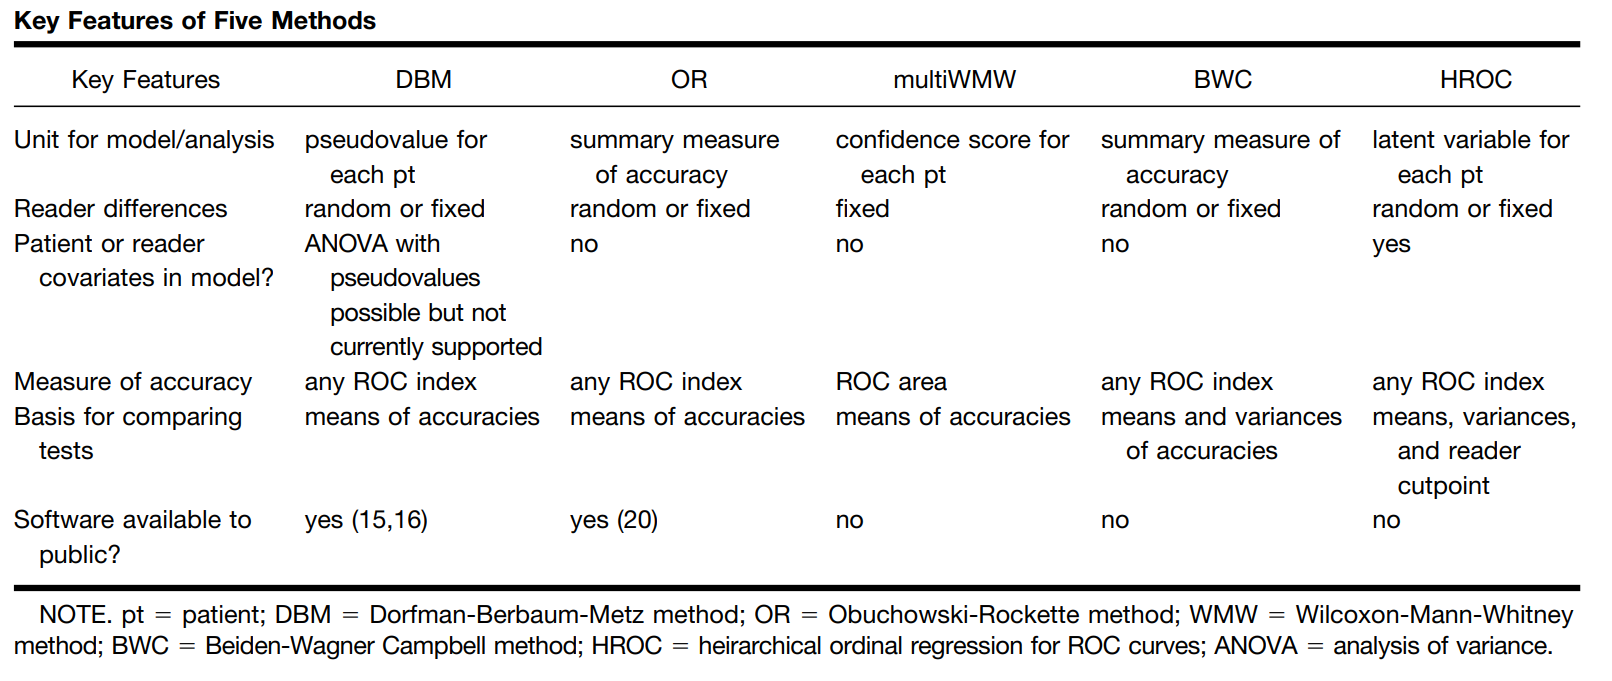 Key Features of Five Methods
Key Features DBM OR multiWMW BWC HROC
Unit for model/analysis pseudovalue for summary measure confidence score for summary measure of latent variable for
each pt of accuracy each pt accuracy each pt
Reader differences random or fixed random or fixed fixed random or fixed random or fixed
Patient or reader ANOVA with no no no yes
covariates in model? pseudovalues
possible but not
currently supported
Measure of accuracy any ROC index any ROC index ROC area any ROC index any ROC index
Basis for comparing means of accuracies means of accuracies means of accuracies means and variances means, variances,
tests of accuracies and reader
cutpoint
Software available to yes (15,16) yes (20) no no no
public?
NOTE. pt = patient; DBM = Dorfman-Berbaum-Metz method; OR = Obuchowski-Rockette method; WMW = Wilcoxon-Mann-Whitney
method; BWC = Beiden-Wagner Campbell method; HROC = heirarchical ordinal regression for ROC curves; ANOVA = analysis of variance.